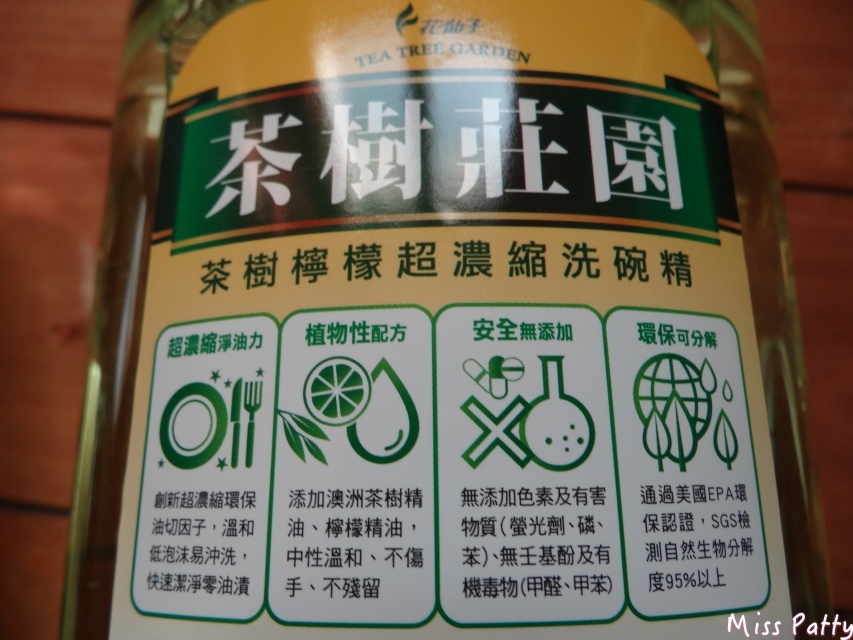 花仙子
TEA TREE GARDEN
茶樹莊園
茶樹檸檬超濃縮洗碗精
超濃縮淨油力
創新超濃縮環保
油切因子，溫和
低泡沫易沖洗，
快速潔淨零油漬
植物性配方
添加澳洲茶樹精
油、檸檬精油，
中性溫和、不傷
手、不殘留
安全無添加
無添加色素及有害
物質(螢光劑、磷、
苯)、無壬基酚及有
機毒物(甲醛、甲苯)
環保可分解
通過美國EPA環
保認證，SGS檢
測自然生物分解
度95%以上
Miss Patty